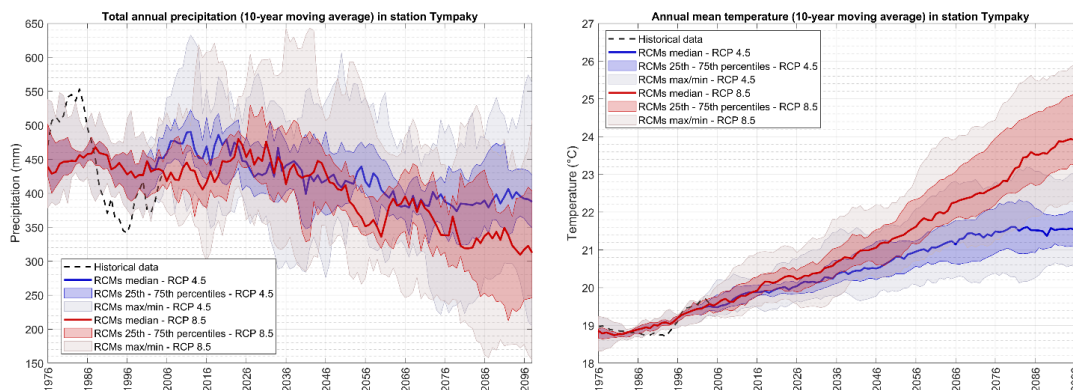 Total annual precipitation (10-year moving average) in station Tympaky
650
600
550
500
450
400
350
300
250
200
150
Precipitation (mm)
Historical data
RCMs median - RCP 4.5
RCMs 25th - 75th percentiles - RCP 4.5
RCMs max/min - RCP 4.5
RCMs median - RCP 8.5
RCMs 25th - 75th percentiles - RCP 8.5
RCMs max/min - RCP 8.5
1976
1986
1996
2006
2016
2026
2036
2046
2056
2066
2076
2086
2096
Annual mean temperature (10-year moving average) in station Tympaky
27
26
25
24
23
22
21
20
19
18
Temperature (°C)
Historical data
RCMs median - RCP 4.5
RCMs 25th - 75th percentiles - RCP 4.5
RCMs max/min - RCP 4.5
RCMs median - RCP 8.5
RCMs 25th - 75th percentiles - RCP 8.5
RCMs max/min - RCP 8.5
1976
1986
1996
2006
2016
2026
2036
2046
2056
2066
2076
2086